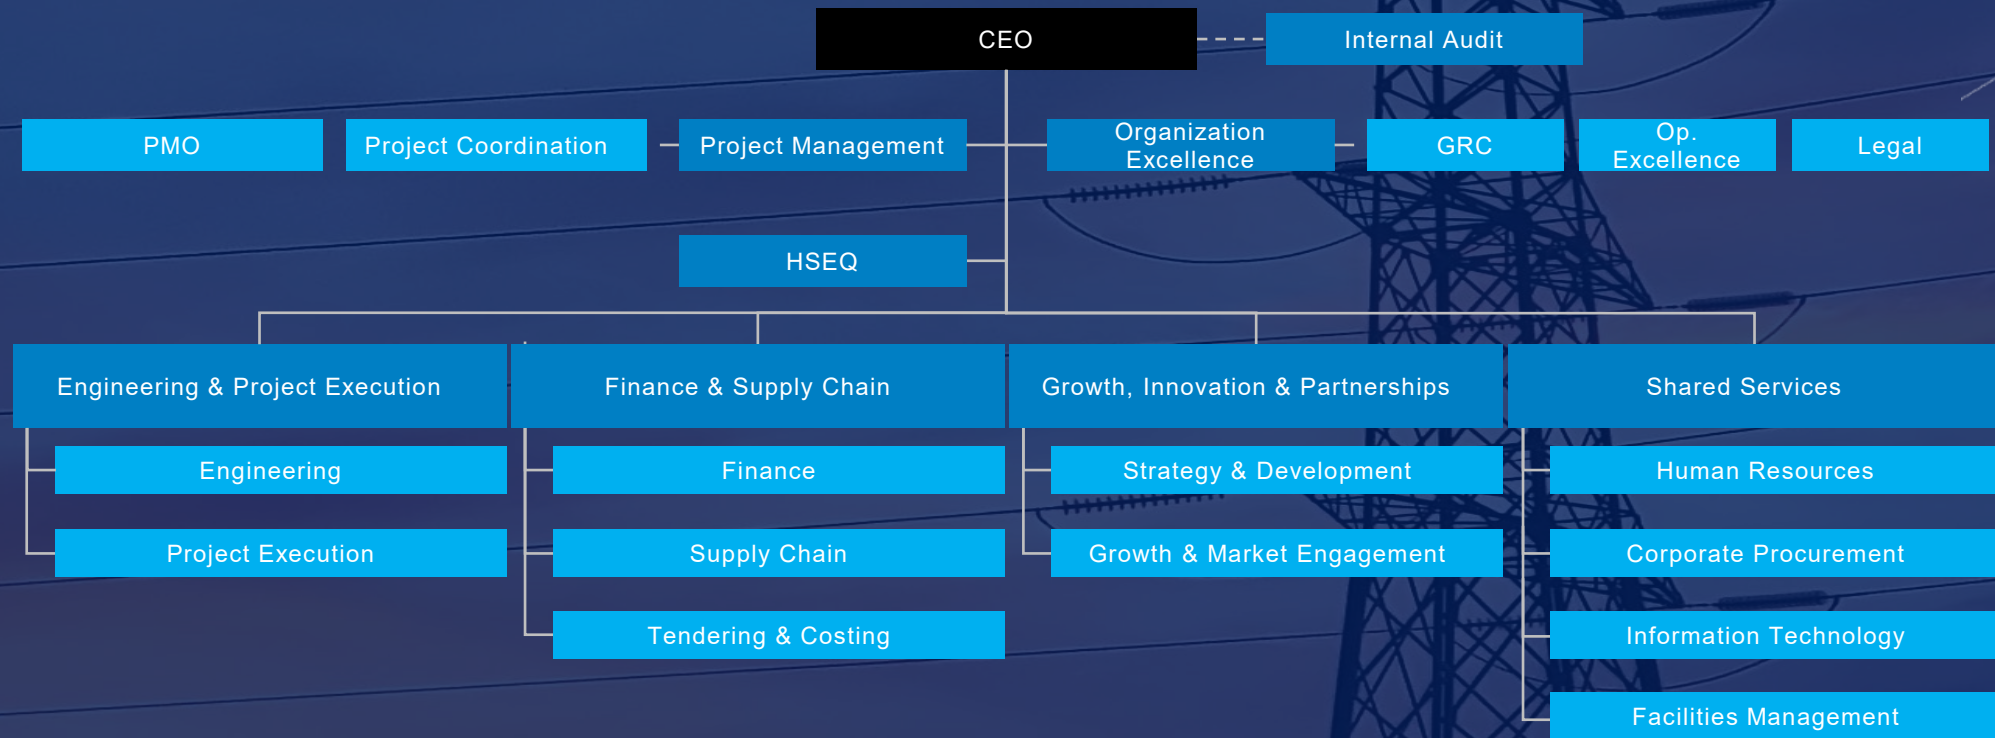 CEO
Internal Audit
PMO
Project Coordination
Project Management
Organization
Excellence
GRC
Op.
Excellence
Legal
HSEQ
Engineering & Project Execution
Finance & Supply Chain
Growth, Innovation & Partnerships
Shared Services
Engineering
Finance
Strategy & Development
Human Resources
Project Execution
Supply Chain
Growth & Market Engagement
Corporate Procurement
Tendering & Costing
Information Technology
Facilities Management